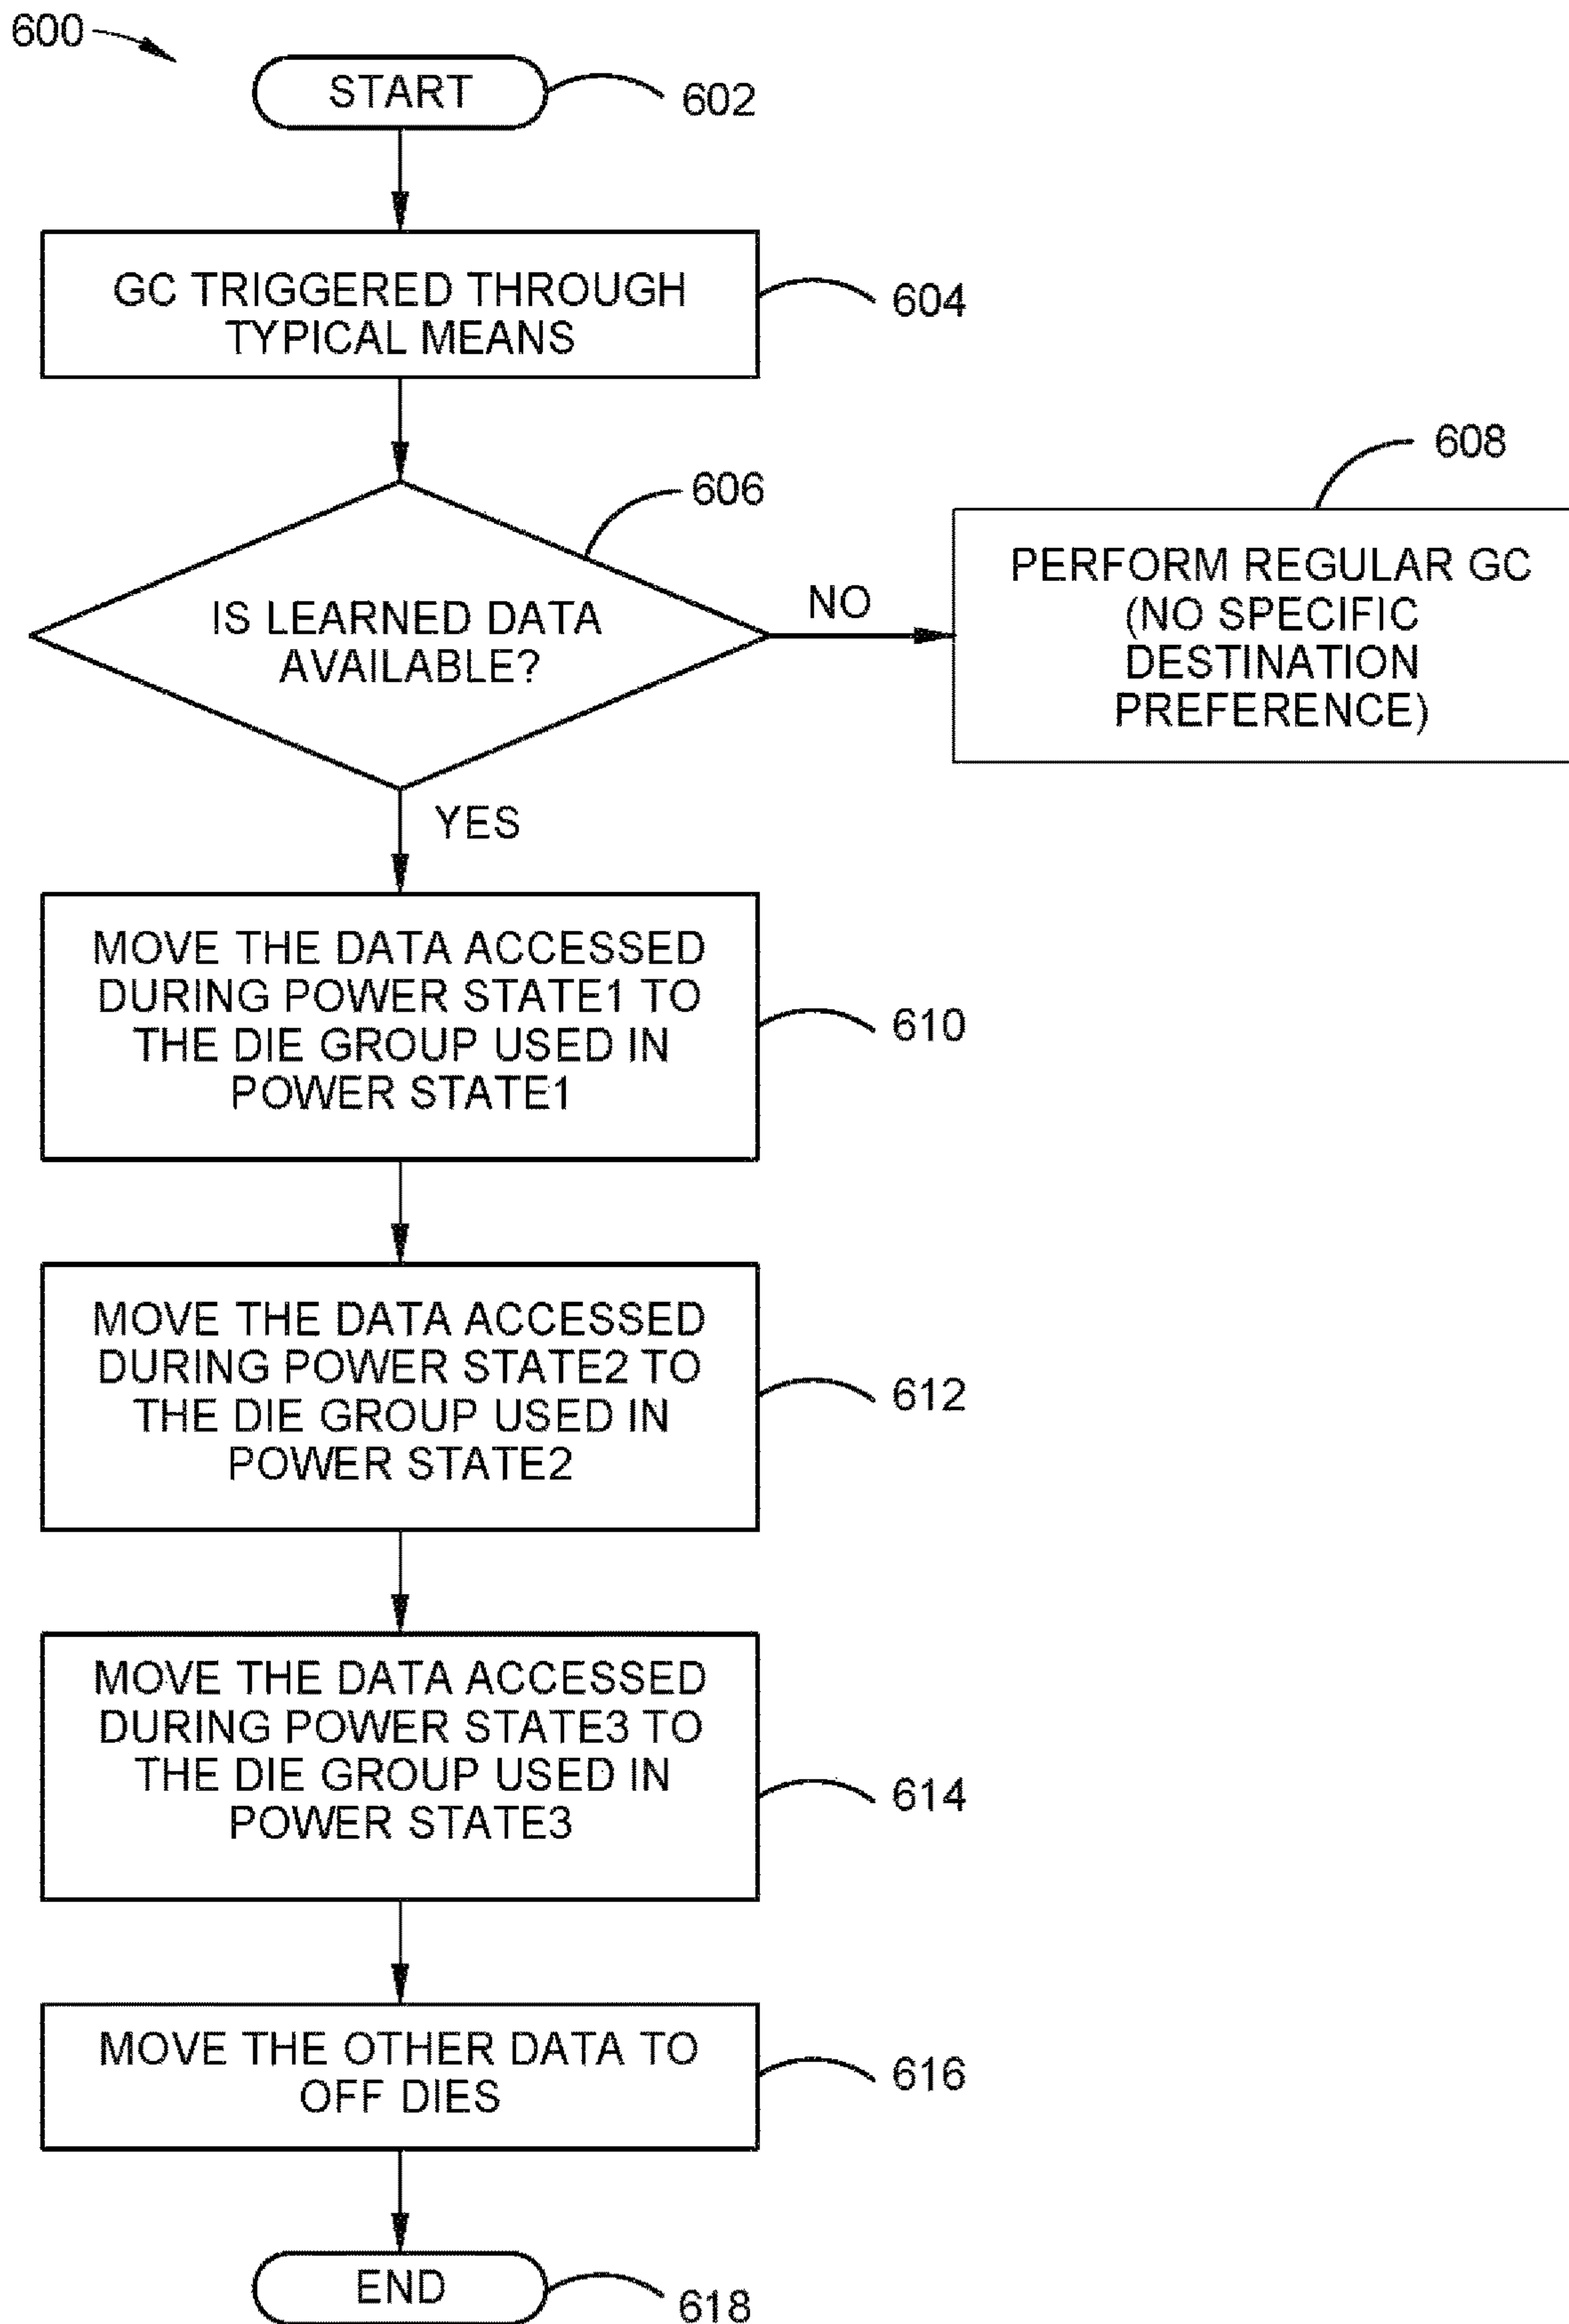 600
START
602
GC TRIGGERED THROUGH
TYPICAL MEANS
604
606
IS LEARNED DATA
AVAILABLE?
NO
608
PERFORM REGULAR GC
(NO SPECIFIC
DESTINATION
PREFERENCE)
YES
MOVE THE DATA ACCESSED
DURING POWER STATE1 TO
THE DIE GROUP USED IN
POWER STATE1
610
MOVE THE DATA ACCESSED
DURING POWER STATE2 TO
THE DIE GROUP USED IN
POWER STATE2
612
MOVE THE DATA ACCESSED
DURING POWER STATE3 TO
THE DIE GROUP USED IN
POWER STATE3
614
MOVE THE OTHER DATA TO
OFF DIES
616
END
618